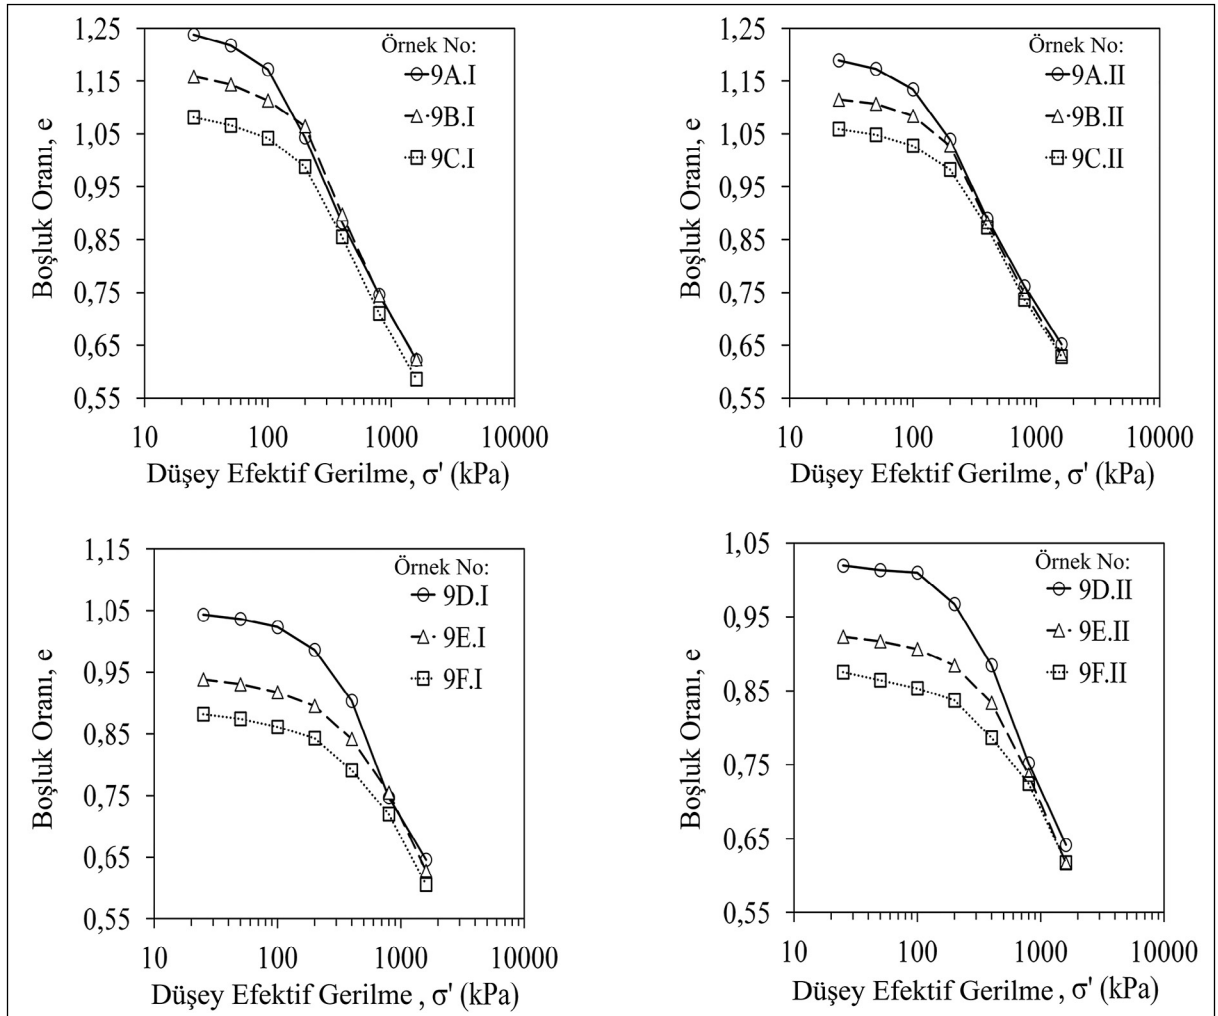 1,25
1,15
1,05
0,95
0,85
0,75
0,65
0,55
Boşluk Oranı, e
Örnek No:
9A.I
9B.I
9C.I
10 100 1000 10000
Düşey Efektif Gerilme, σ' (kPa)
1,25
1,15
1,05
0,95
0,85
0,75
0,65
0,55
Boşluk Oranı, e
Örnek No:
9A.II
9B.II
9C.II
10 100 1000 10000
Düşey Efektif Gerilme, σ' (kPa)
1,15
1,05
0,95
0,85
0,75
0,65
0,55
Boşluk Oranı, e
Örnek No:
9D.I
9E.I
9F.I
10 100 1000 10000
Düşey Efektif Gerilme, σ' (kPa)
1,05
0,95
0,85
0,75
0,65
0,55
Boşluk Oranı, e
Örnek No:
9D.II
9E.II
9F.II
10 100 1000 10000
Düşey Efektif Gerilme, σ' (kPa)